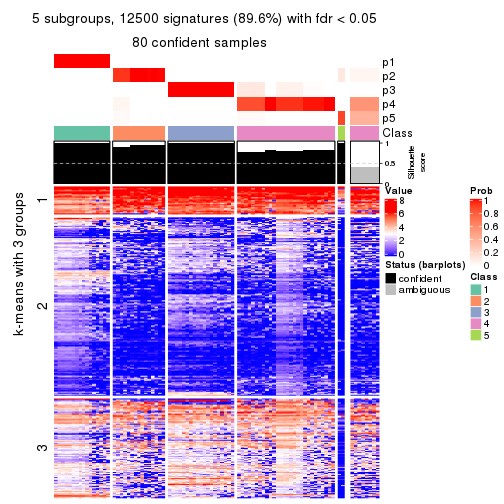 5 subgroups, 12500 signatures (89.6%) with fdr < 0.05
80 confident samples
p1
p2
p3
p4
p5
Class
1
0.5
0
Silhouette
score
k-means with 3 groups
1
2
3
Value
8
6
4
2
0
Status (barplots)
confident
ambiguous
Prob
1
0.8
0.6
0.4
0.2
0
Class
1
2
3
4
5